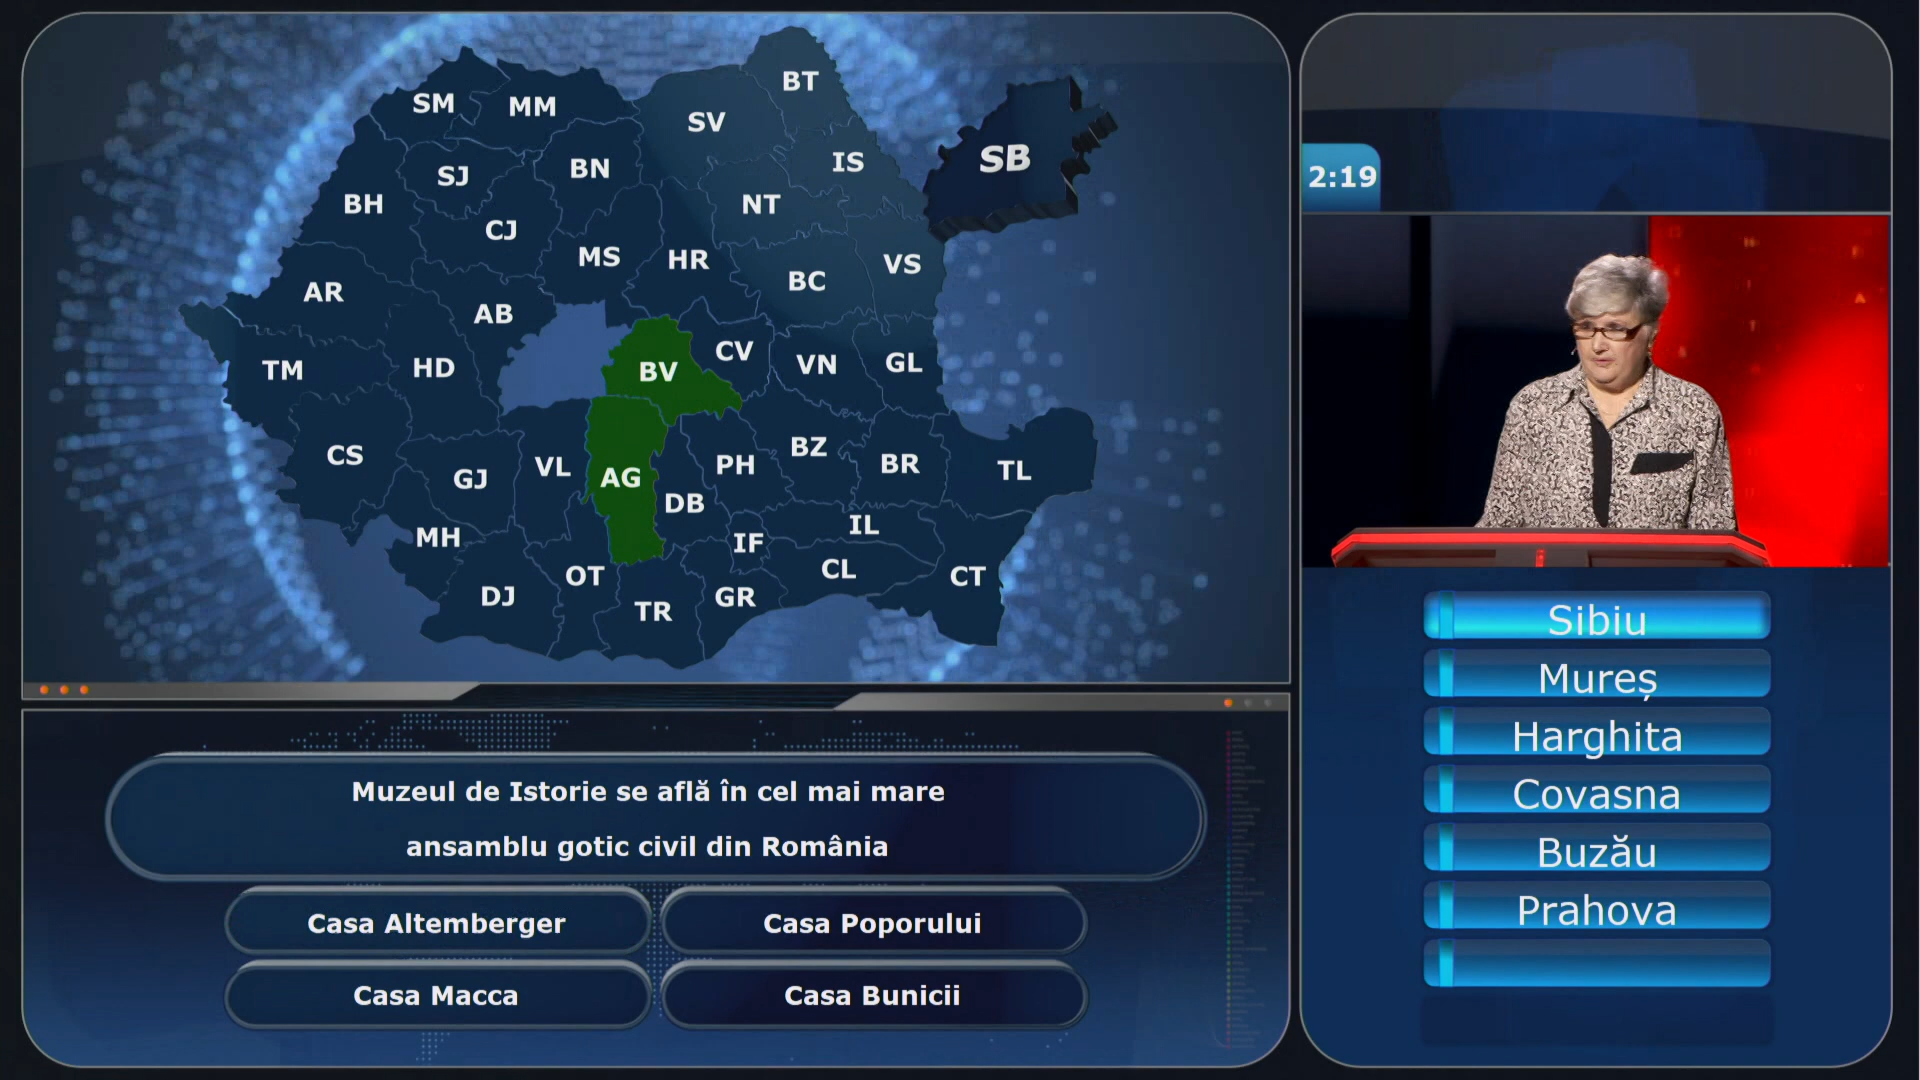 BT
SM
MM
SV
SB
SJ
BN
IS
BH
NT
CJ
MS
HR
BC
VS
AR
AB
TM
HD
BV
CV
VN
GL
CS
GJ
VL
AG
PH
BZ
BR
TL
DB
MH
IF
IL
DJ
OT
TR
GR
CL
CT
Muzeul de Istorie se află în cel mai mare
ansamblu gotic civil din România
Casa Altemberger
Casa Poporului
Casa Macca
Casa Bunicii
2:19
Sibiu
Mureș
Harghita
Covasna
Buzău
Prahova